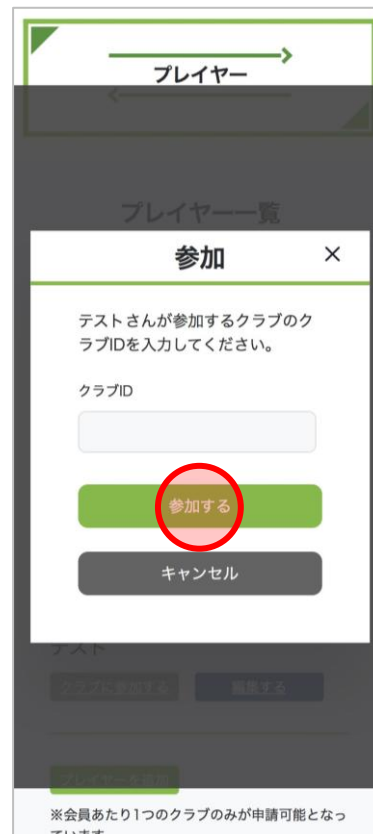 プレイヤー
プレイヤー一覧
参加
テストさんが参加するクラブのク
ラブIDを入力してください。
クラブID
参加する
キャンセル
テスト
クラブに参加する 編集する
プレイヤーを追加
※会員あたり1つのクラブのみが申請可能となっ
ています